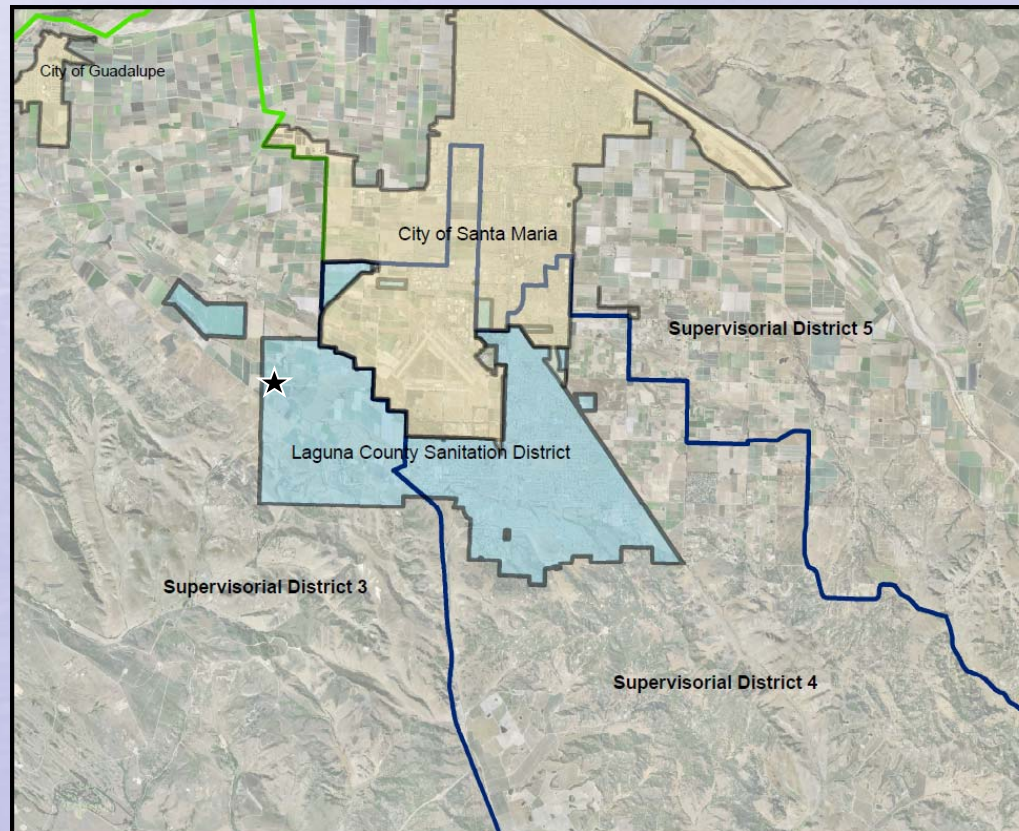 City of Guadalupe
City of Santa Maria
Supervisorial District 5
Laguna County Sanitation District
Supervisorial District 3
Supervisorial District 4